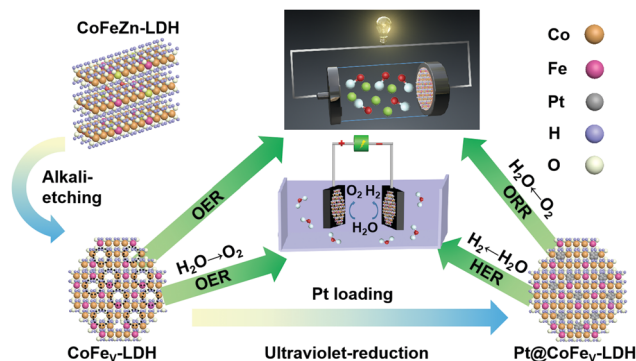 CoFeZn-LDH
Co
Fe
Pt
H
O
Alkali-
etching
OER
+
-
O₂ H₂
H₂O
H₂O→O₂
OER
H₂O←O₂
ORR
H₂←H₂O
HER
Pt loading
CoFeᵥ-LDH
Ultraviolet-reduction
Pt@CoFeᵥ-LDH